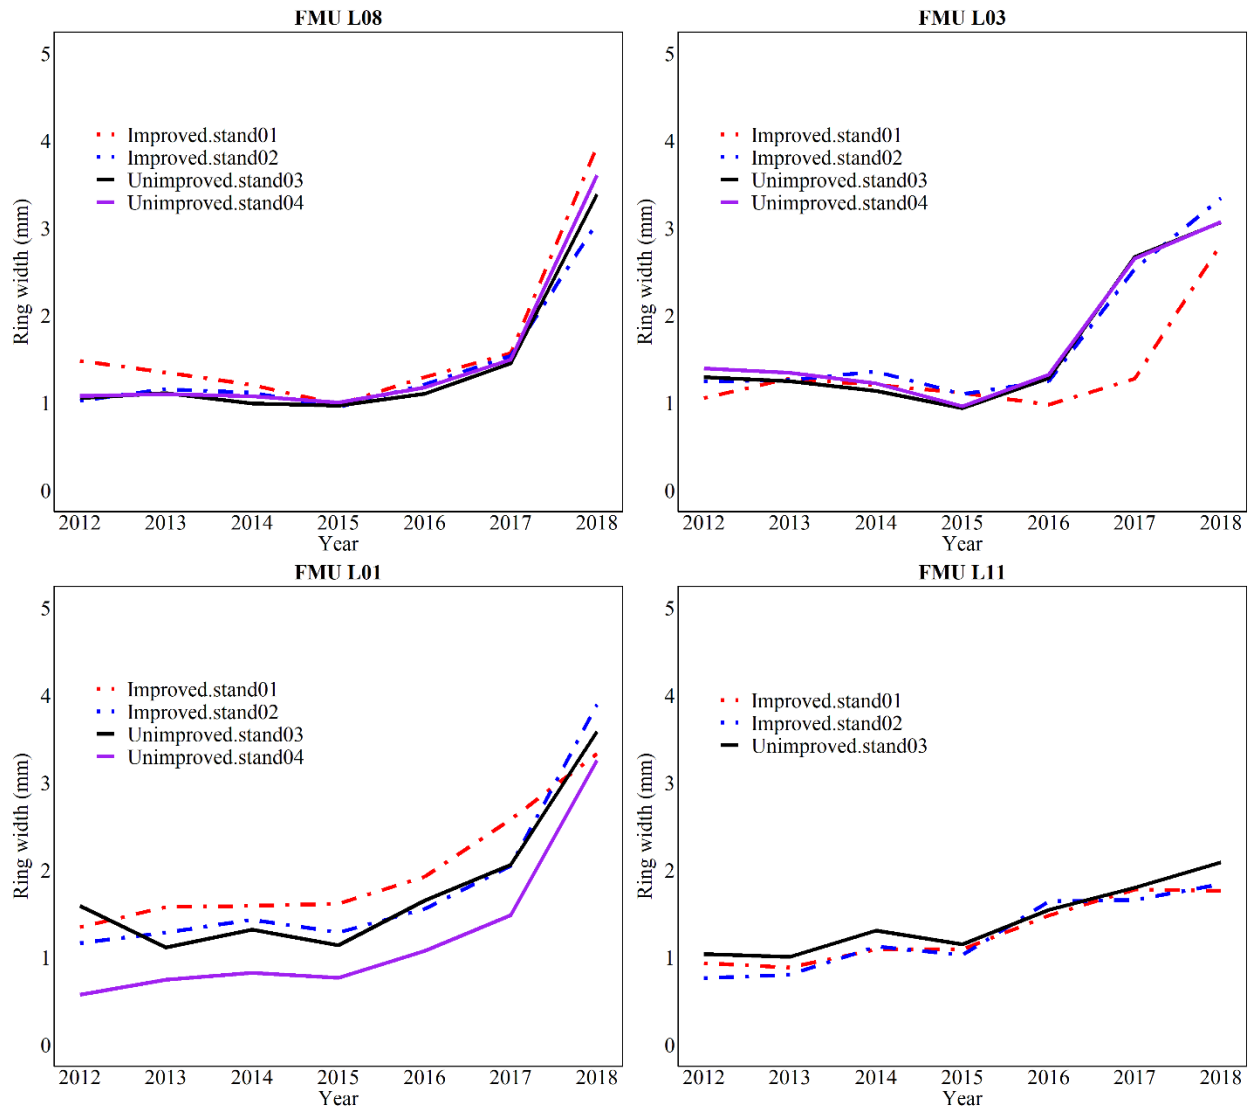 FMU L08
5
4
3
2
1
0
Ring width (mm)
Improved.stand01
Improved.stand02
Unimproved.stand03
Unimproved.stand04
2012 2013 2014 2015 2016 2017 2018
Year
FMU L03
5
4
3
2
1
0
Ring width (mm)
Improved.stand01
Improved.stand02
Unimproved.stand03
Unimproved.stand04
2012 2013 2014 2015 2016 2017 2018
Year
FMU L01
5
4
3
2
1
0
Ring width (mm)
Improved.stand01
Improved.stand02
Unimproved.stand03
Unimproved.stand04
2012 2013 2014 2015 2016 2017 2018
Year
FMU L11
5
4
3
2
1
0
Ring width (mm)
Improved.stand01
Improved.stand02
Unimproved.stand03
2012 2013 2014 2015 2016 2017 2018
Year